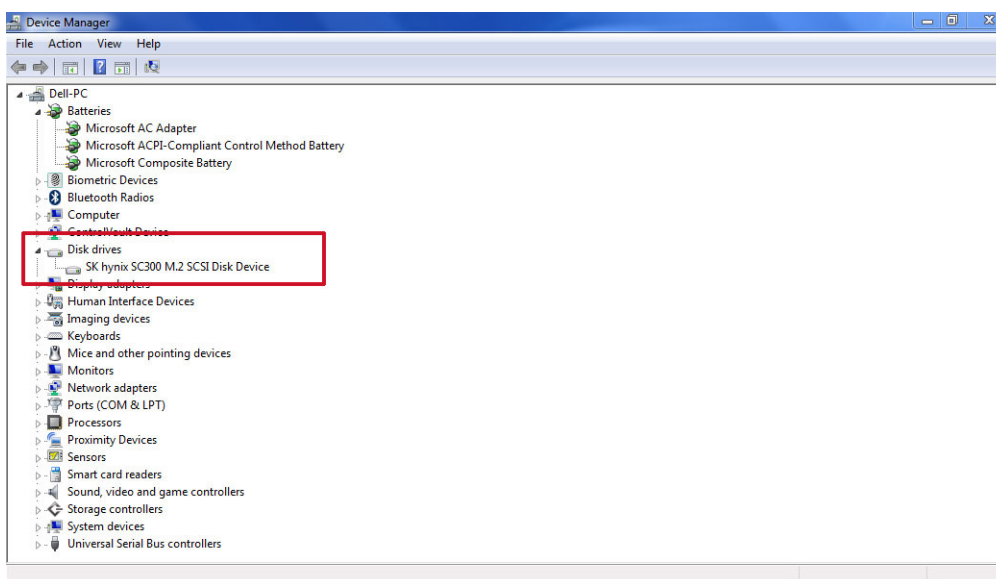 Device Manager
File Action View Help
Dell-PC
Batteries
Microsoft AC Adapter
Microsoft ACPI-Compliant Control Method Battery
Microsoft Composite Battery
Biometric Devices
Bluetooth Radios
Computer
ControlVault Device
Disk drives
SK hynix SC300 M.2 SCSI Disk Device
Display adapters
Human Interface Devices
Imaging devices
Keyboards
Mice and other pointing devices
Monitors
Network adapters
Ports (COM & LPT)
Processors
Proximity Devices
Sensors
Smart card readers
Sound, video and game controllers
Storage controllers
System devices
Universal Serial Bus controllers